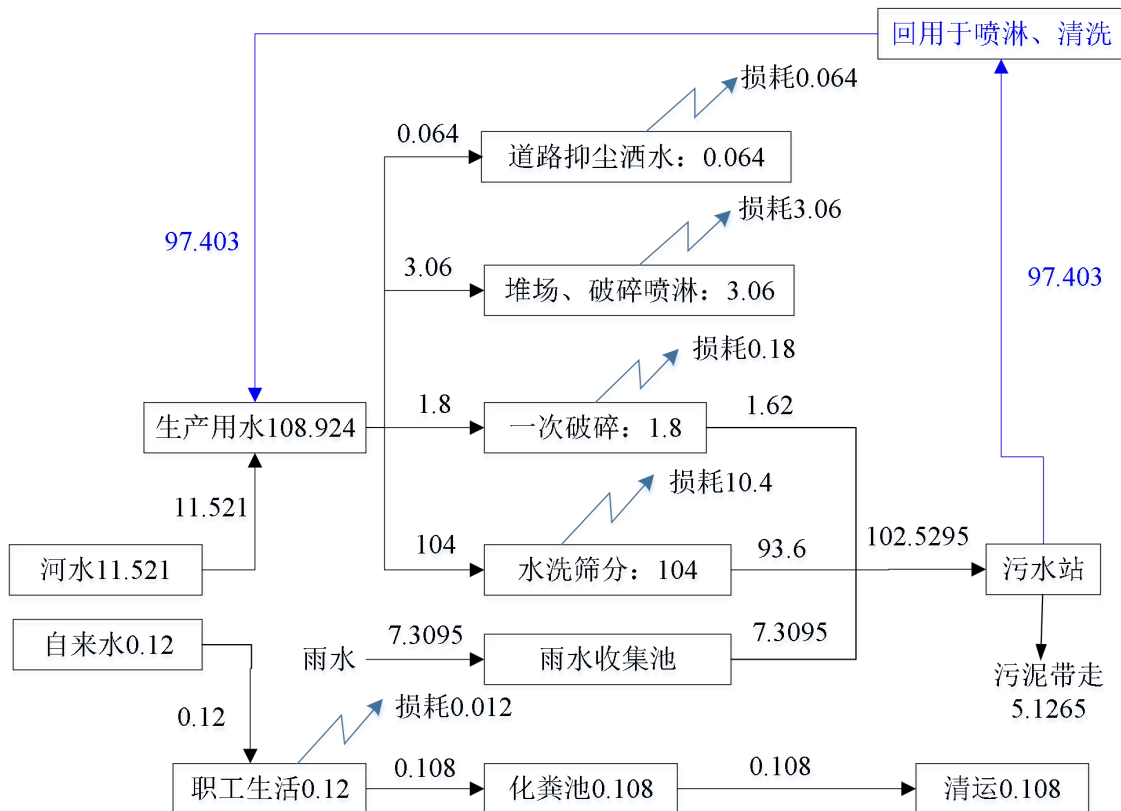 回用于喷淋、清洗
损耗0.064
0.064
道路抑尘洒水：0.064
损耗3.06
97.403
3.06
堆场、破碎喷淋：3.06
97.403
损耗0.18
生产用水108.924
1.8
一次破碎：1.8
1.62
损耗10.4
11.521
河水11.521
104
水洗筛分：104
93.6
102.5295
污水站
自来水0.12
雨水
7.3095
雨水收集池
7.3095
污泥带走
5.1265
0.12
损耗0.012
职工生活0.12
0.108
化粪池0.108
0.108
清运0.108